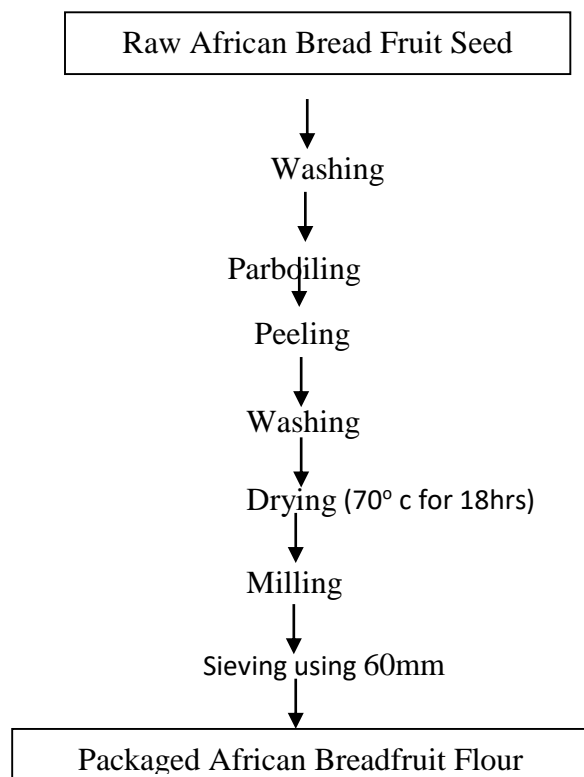 Raw African Bread Fruit Seed
Washing
Parboiling
Peeling
Washing
Drying (70° c for 18hrs)
Milling
Sieving using 60mm
Packaged African Breadfruit Flour